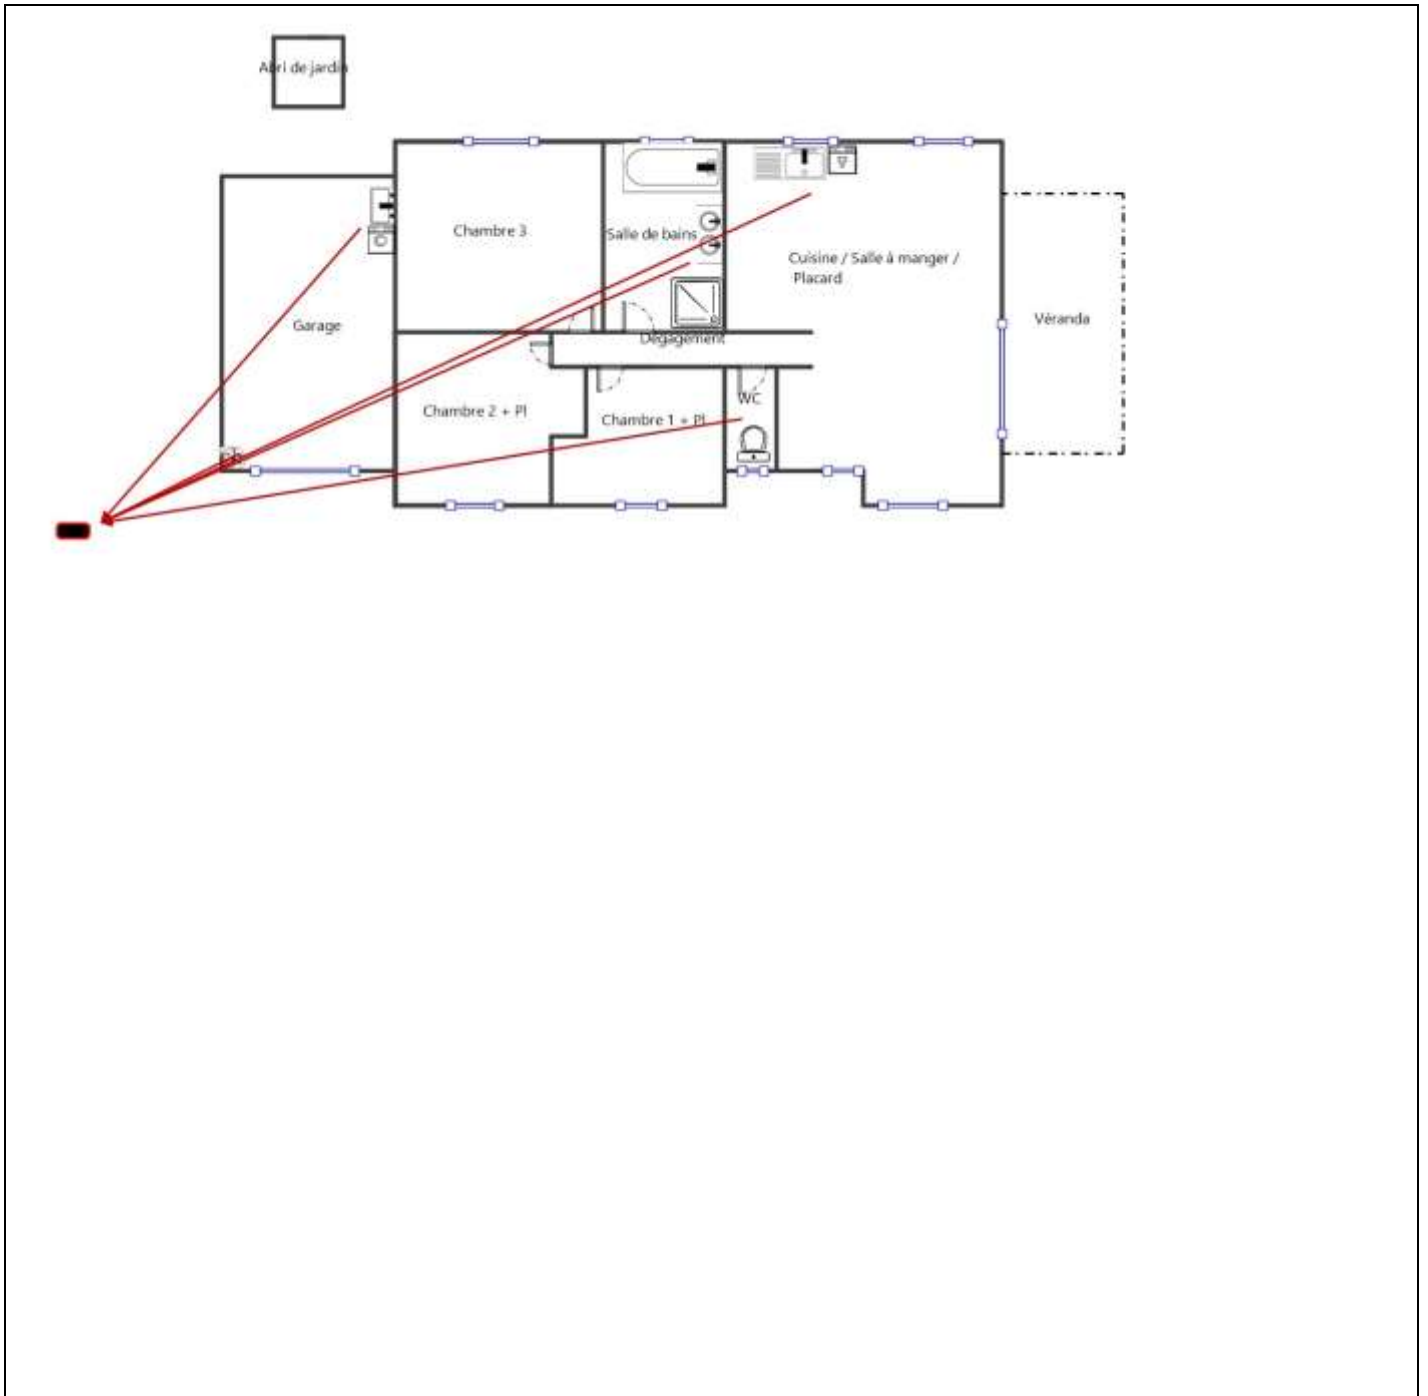 Abri de jardin
Chambre 3
Salle de bains
Cuisine / Salle à manger /
Placard
Garage
Véranda
Dégagement
Chambre 2 + Pl
Chambre 1 + Pl
WC